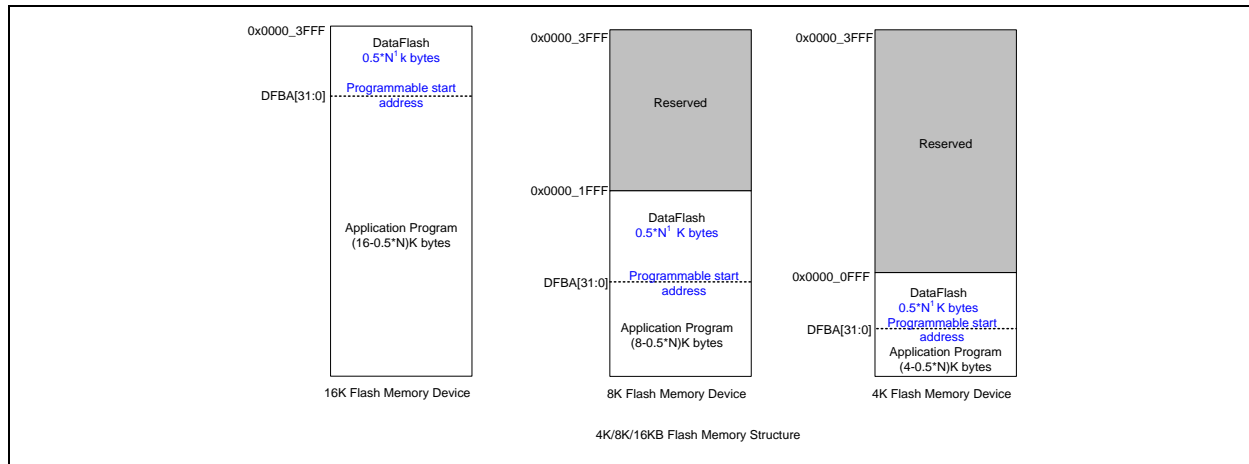 0x0000_3FFF
DataFlash
0.5*N¹ k bytes
Programmable start
address
DFBA[31:0]
Application Program
(16-0.5*N)K bytes
16K Flash Memory Device
0x0000_3FFF
Reserved
0x0000_1FFF
DataFlash
0.5*N¹ K bytes
Programmable start
address
DFBA[31:0]
Application Program
(8-0.5*N)K bytes
8K Flash Memory Device
0x0000_3FFF
Reserved
0x0000_0FFF
DataFlash
0.5*N¹ K bytes
Programmable start
address
DFBA[31:0]
Application Program
(4-0.5*N)K bytes
4K Flash Memory Device
4K/8K/16KB Flash Memory Structure